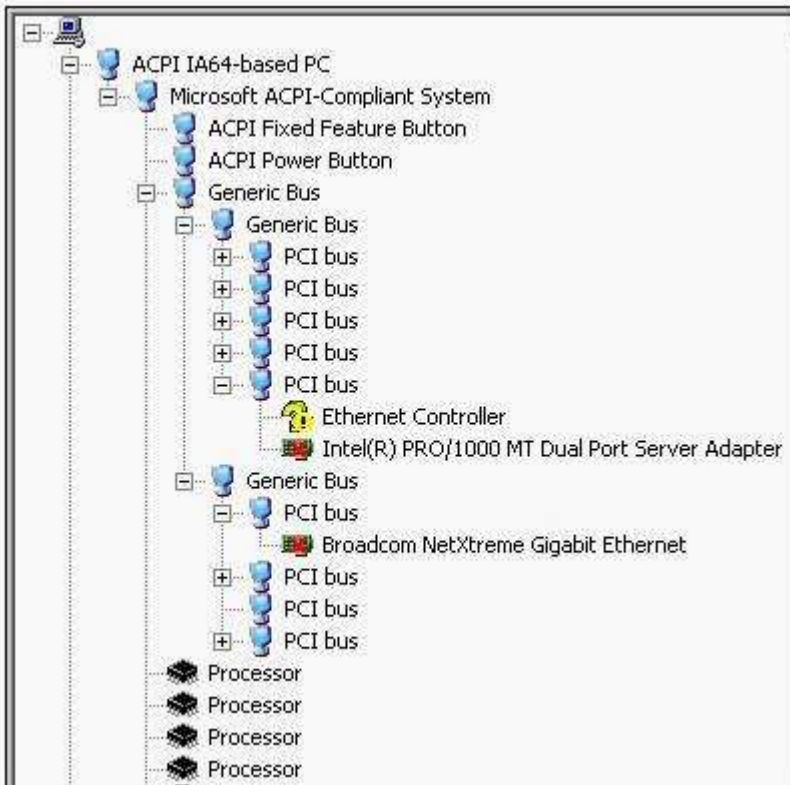 ACPI IA64-based PC
Microsoft ACPI-Compliant System
ACPI Fixed Feature Button
ACPI Power Button
Generic Bus
Generic Bus
PCI bus
PCI bus
PCI bus
PCI bus
PCI bus
Ethernet Controller
Intel(R) PRO/1000 MT Dual Port Server Adapter
Generic Bus
PCI bus
Broadcom NetXtreme Gigabit Ethernet
PCI bus
PCI bus
PCI bus
Processor
Processor
Processor
Processor